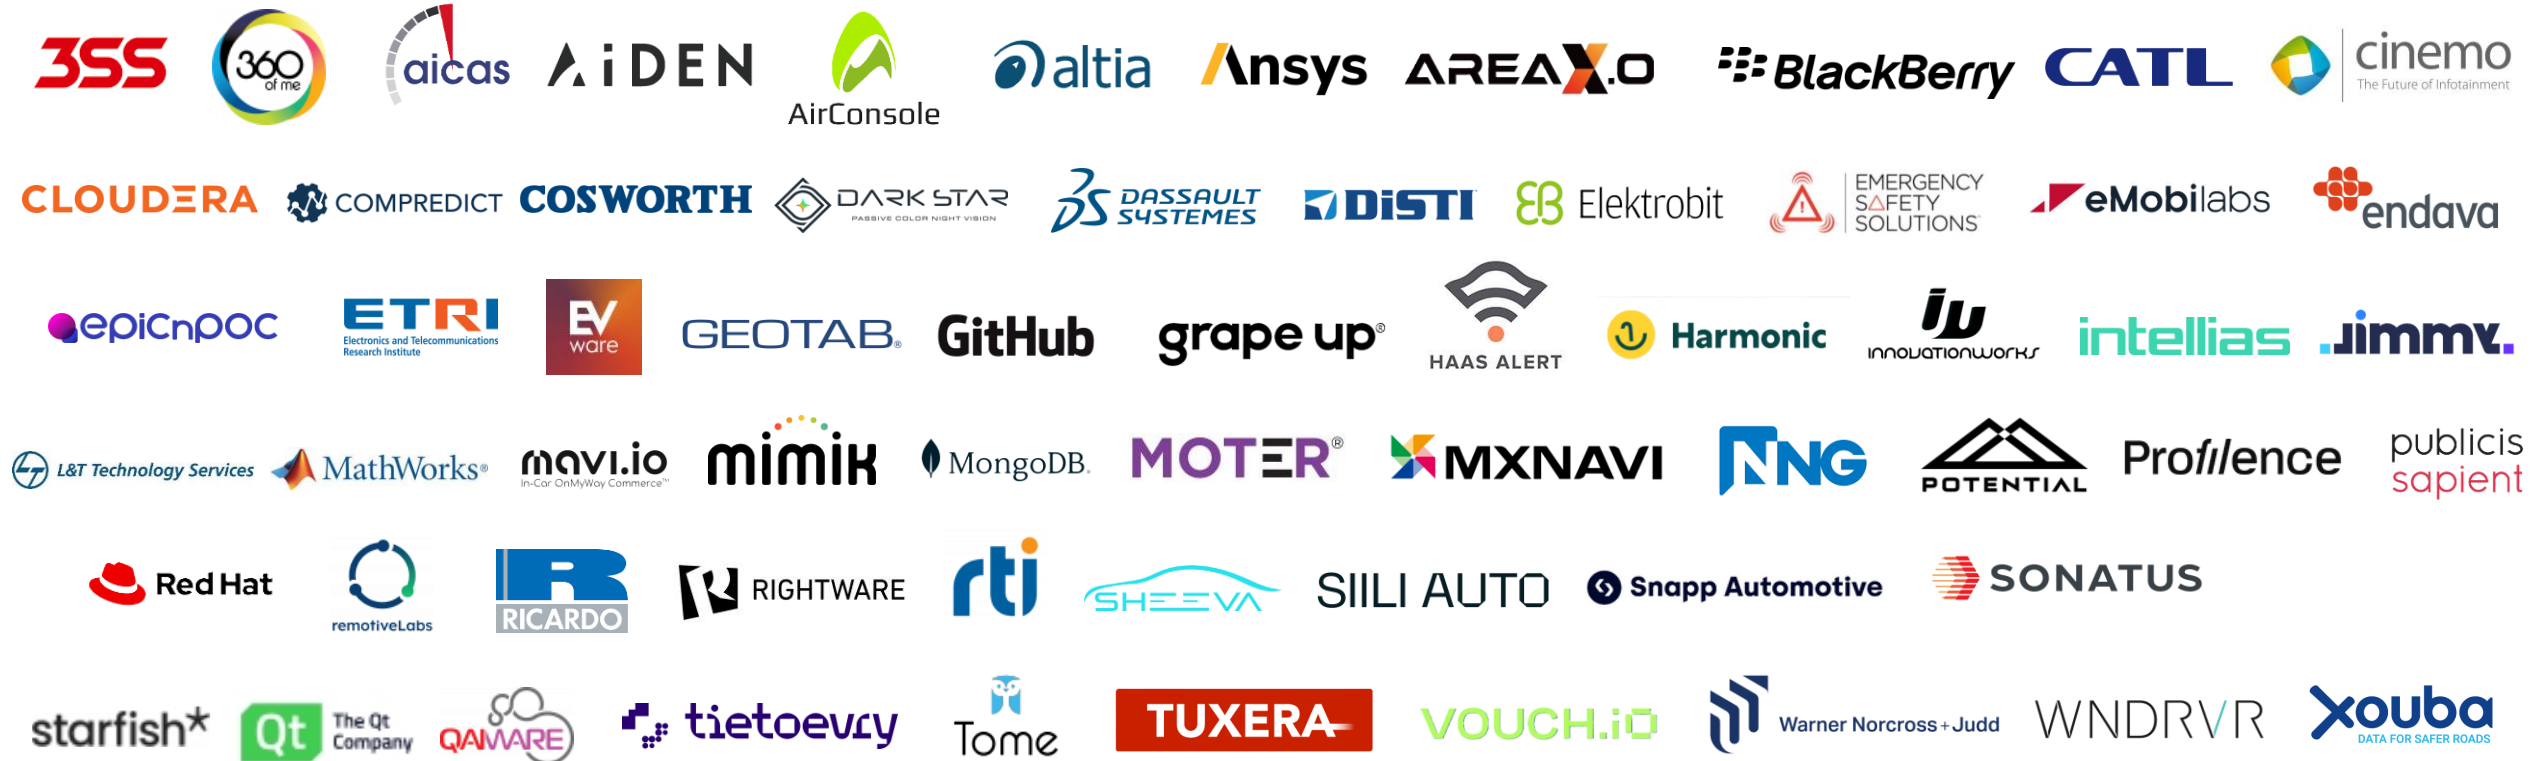 3SS
360
of me
aicas
AiDEN
AirConsole
altia
Ansys
AREA X.O
BlackBerry
CATL
cinemo
The Future of Infotainment
CLOUDERA
COMPREDICT
COSWORTH
DARK STAR
PASSIVE COLOR NIGHT VISION
3S DASSAULT
SYSTEMES
DiSTI
EB Elektrobit
EMERGENCY
SAFETY
SOLUTIONS
eMobilabs
endava
epicnpoc
ETRI
Electronics and Telecommunications
Research Institute
EV
ware
GEOTAB®
GitHub
grape up®
HAAS ALERT
Harmonic
iw
innovationworks
intellias
.jimmy.
LT L&T Technology Services
MathWorks®
mavi.io
In-Car OnMyWay Commerce™
mimik
MongoDB.
MOTER®
MXNAVI
NNG
POTENTIAL
Profilence
publicis
sapient
Red Hat
remotiveLabs
R
RICARDO
R RIGHTWARE
rti
SHEEVA
SIILI AUTO
Snapp Automotive
SONATUS
starfish*
Qt The Qt
Company
QAWARE
tietoevry
Tome
TUXERA
VOUCH.iO
Warner Norcross+Judd
WNDRVR
xouba
DATA FOR SAFER ROADS